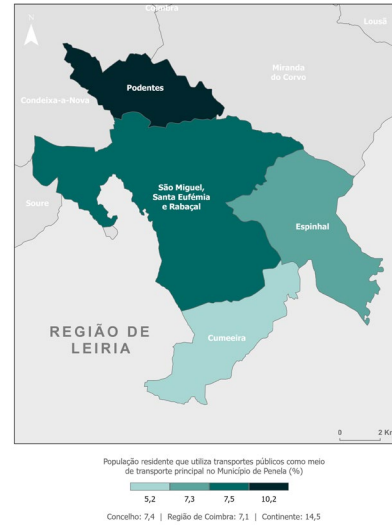 Coimbra
Lousã
N
Miranda
do Corvo
Podentes
Condeixa-a-Nova
São Miguel,
Santa Eufémia
e Rabaçal
Soure
Espinhal
REGIÃO DE
LEIRIA
Cumeeira
0 2 Km
População residente que utiliza transportes públicos como meio
de transporte principal no Município de Penela (%)
5,2 7,3 7,5 10,2
Concelho: 7,4 | Região de Coimbra: 7,1 | Continente: 14,5